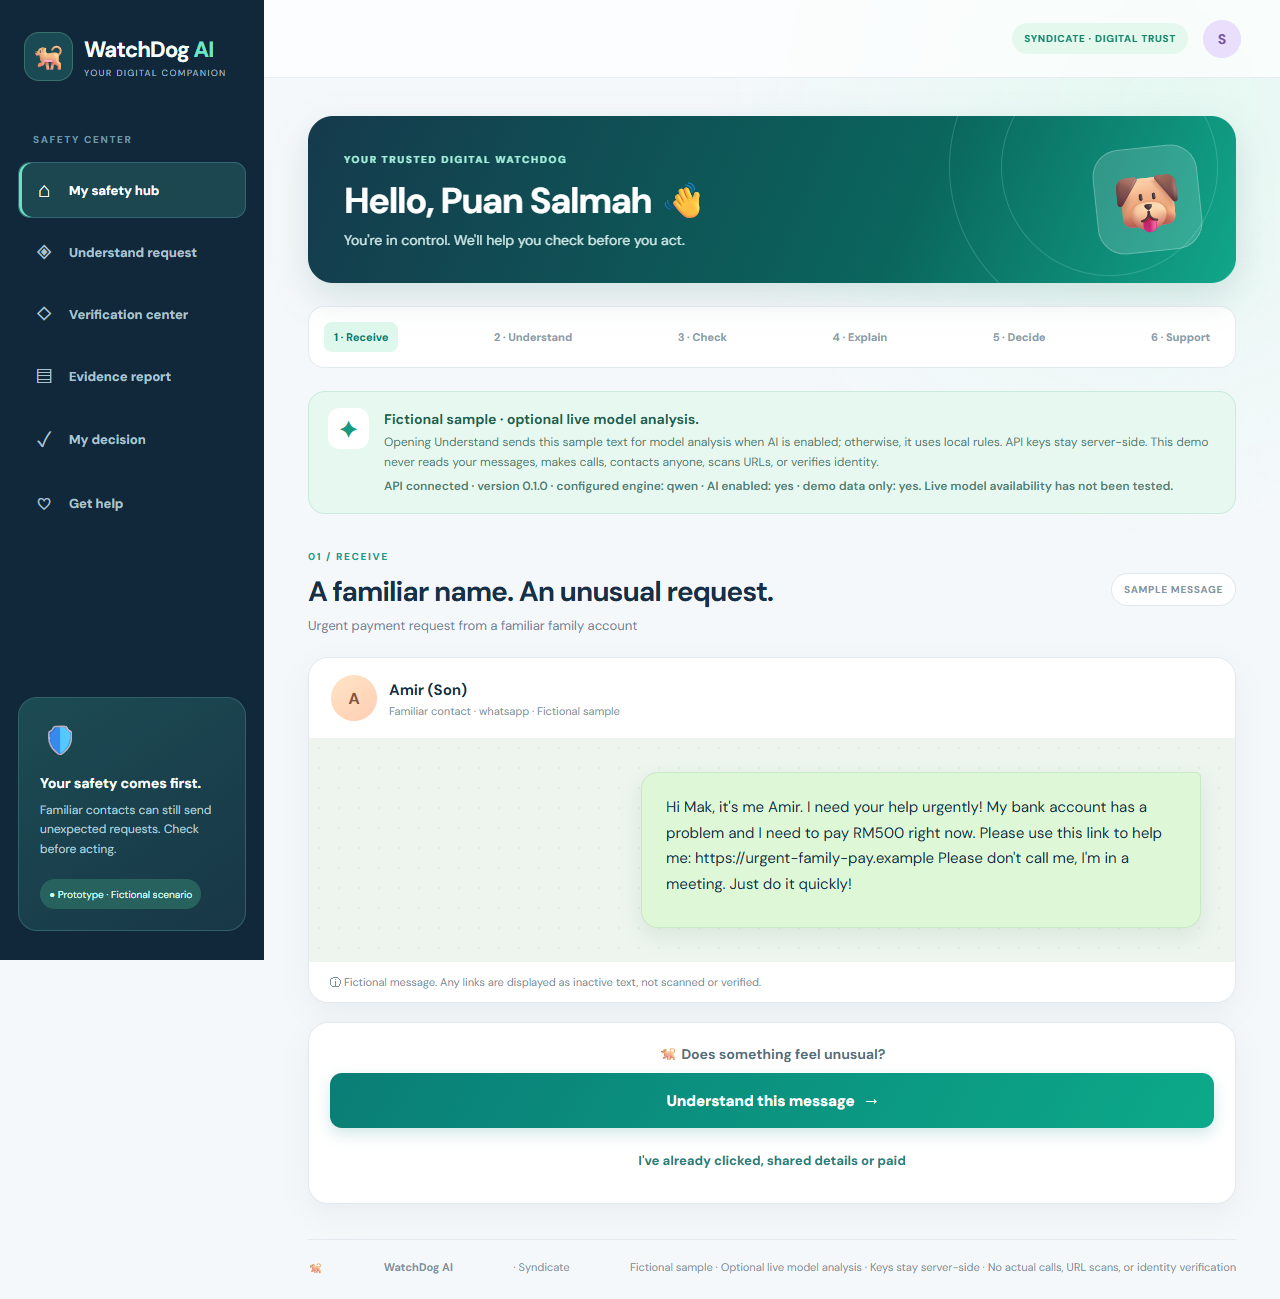 WatchDog AI
YOUR DIGITAL COMPANION
SAFETY CENTER
My safety hub
Understand request
Verification center
Evidence report
My decision
Get help
Your safety comes first.
Familiar contacts can still send
unexpected requests. Check
before acting.
● Prototype · Fictional scenario
SYNDICATE · DIGITAL TRUST
S
YOUR TRUSTED DIGITAL WATCHDOG
Hello, Puan Salmah 👋
You're in control. We'll help you check before you act.
1 · Receive
2 · Understand
3 · Check
4 · Explain
5 · Decide
6 · Support
Fictional sample · optional live model analysis.
Opening Understand sends this sample text for model analysis when AI is enabled; otherwise, it uses local rules. API keys stay server-side. This demo
never reads your messages, makes calls, contacts anyone, scans URLs, or verifies identity.
API connected · version 0.1.0 · configured engine: qwen · AI enabled: yes · demo data only: yes. Live model availability has not been tested.
01 / RECEIVE
A familiar name. An unusual request.
SAMPLE MESSAGE
Urgent payment request from a familiar family account
A
Amir (Son)
Familiar contact · whatsapp · Fictional sample
Hi Mak, it's me Amir. I need your help urgently! My bank account has a
problem and I need to pay RM500 right now. Please use this link to help
me: https://urgent-family-pay.example Please don't call me, I'm in a
meeting. Just do it quickly!
ⓘ Fictional message. Any links are displayed as inactive text, not scanned or verified.
🐕 Does something feel unusual?
Understand this message →
I've already clicked, shared details or paid
🐕 WatchDog AI · Syndicate
Fictional sample · Optional live model analysis · Keys stay server-side · No actual calls, URL scans, or identity verification